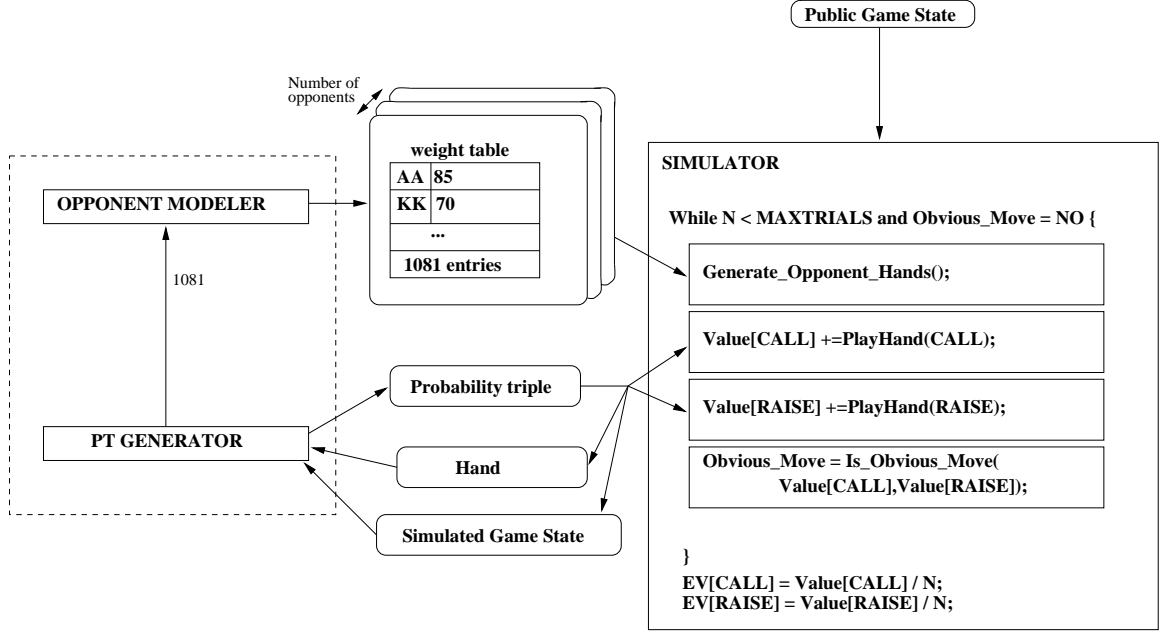 Public Game State
Number of
opponents
weight table
AA 85
KK 70
...
1081 entries
OPPONENT MODELER
1081
PT GENERATOR
Probability triple
Hand
Simulated Game State
SIMULATOR
While N < MAXTRIALS and Obvious_Move = NO {
Generate_Opponent_Hands();
Value[CALL] +=PlayHand(CALL);
Value[RAISE] +=PlayHand(RAISE);
Obvious_Move = Is_Obvious_Move(
Value[CALL],Value[RAISE]);
}
EV[CALL] = Value[CALL] / N;
EV[RAISE] = Value[RAISE] / N;